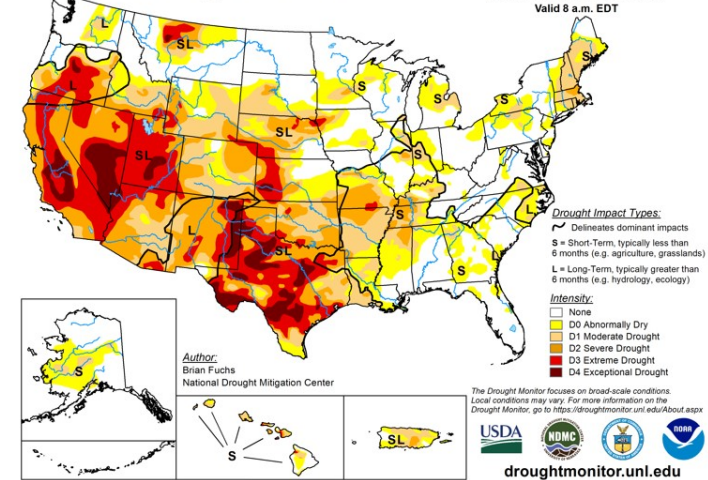 Valid 8 a.m. EDT
L
SL
S
S
S
S
L
L
SL
SL
S
S
L
L
SL
S
L
S
Drought Impact Types:
Delineates dominant impacts
S = Short-Term, typically less than
6 months (e.g. agriculture, grasslands)
L = Long-Term, typically greater than
6 months (e.g. hydrology, ecology)
Intensity:
None
D0 Abnormally Dry
D1 Moderate Drought
D2 Severe Drought
D3 Extreme Drought
D4 Exceptional Drought
S
Author:
Brian Fuchs
National Drought Mitigation Center
S
SL
The Drought Monitor focuses on broad-scale conditions.
Local conditions may vary. For more information on the
Drought Monitor, go to https://droughtmonitor.unl.edu/About.aspx
USDA
NDMC
NOAA
droughtmonitor.unl.edu